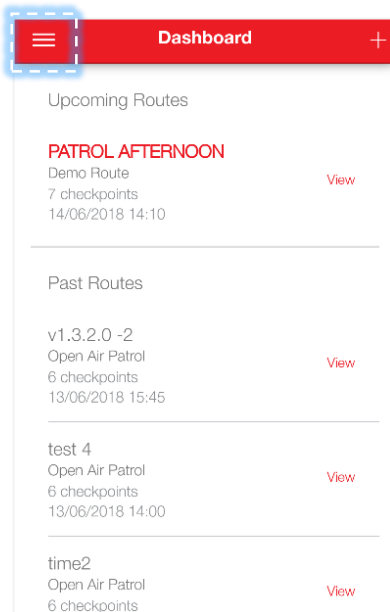 Dashboard
Upcoming Routes
PATROL AFTERNOON
Demo Route
View
7 checkpoints
14/06/2018 14:10
Past Routes
v1.3.2.0 -2
Open Air Patrol
View
6 checkpoints
13/06/2018 15:45
test 4
Open Air Patrol
View
6 checkpoints
13/06/2018 14:00
time2
Open Air Patrol
View
6 checkpoints